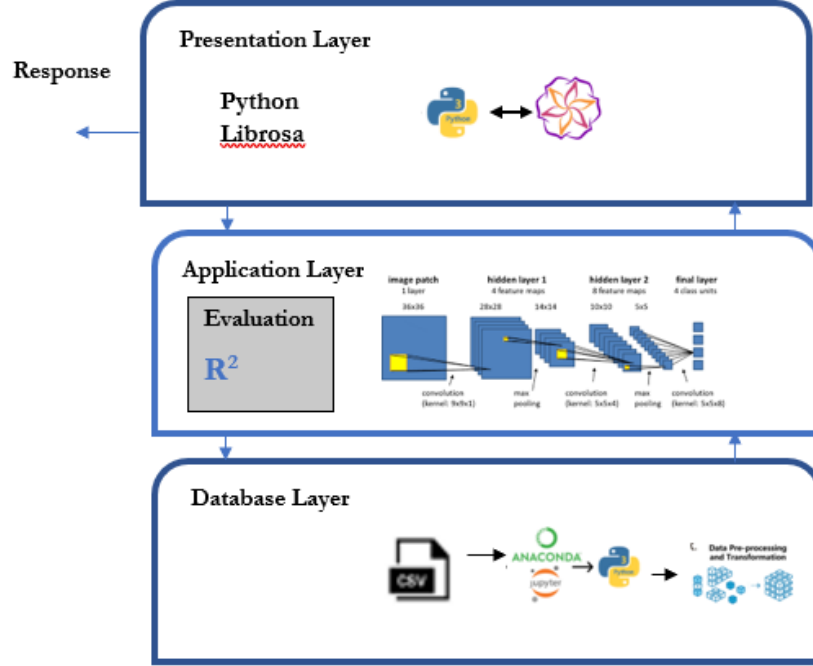 Presentation Layer
Response
Python
Librosa
3
Python
Application Layer
Evaluation
R²
image patch
1 layer
36x36
hidden layer 1
4 feature maps
28x28
14x14
hidden layer 2
8 feature maps
10x10
5x5
final layer
4 class units
convolution
(kernel: 9x9x1)
max
pooling
convolution
(kernel: 5x5x4)
max
pooling
convolution
(kernel: 5x5x8)
Database Layer
CSV
ANACONDA
jupyter
Python
Data Pre-processing
and Transformation